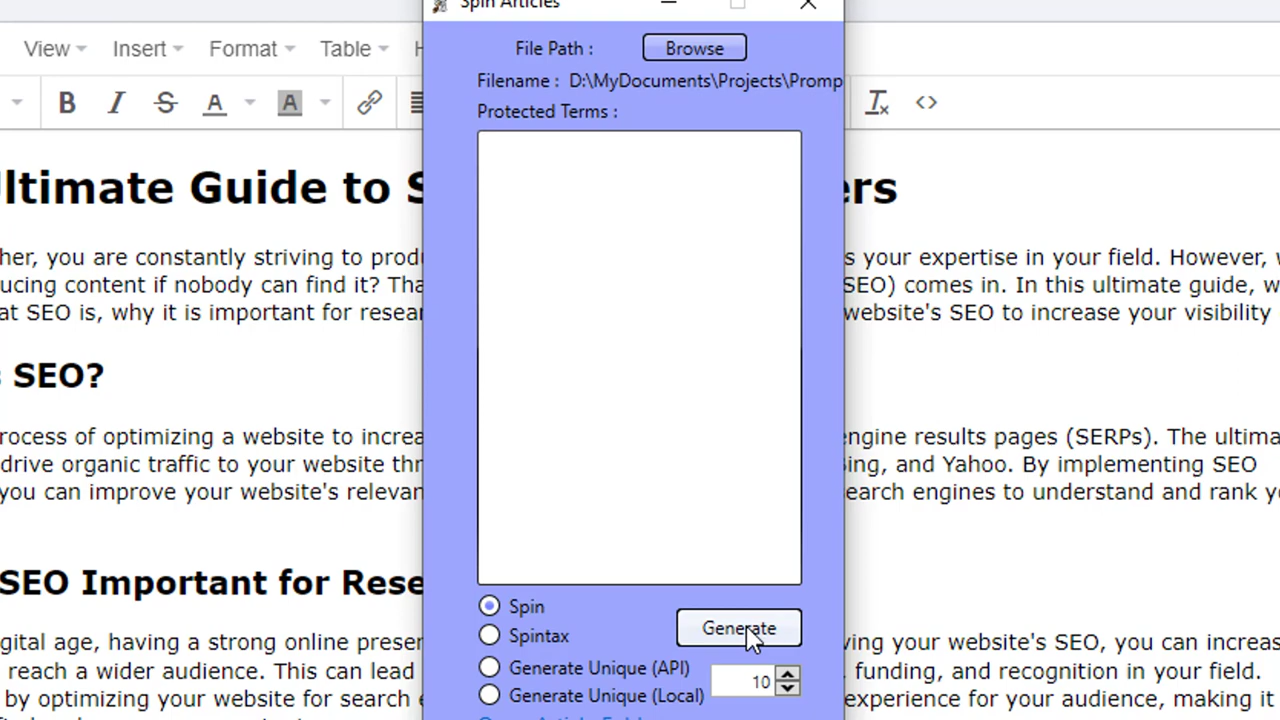 Spin Articles
View Insert Format Table
File Path : Browse
Filename : D:\MyDocuments\Projects\Promp
Protected Terms :
B I S A A
ltimate Guide to S ers
her, you are constantly striving to prod s your expertise in your field. However,
ucing content if nobody can find it? Tha SEO) comes in. In this ultimate guide, w
at SEO is, why it is important for resea website's SEO to increase your visibility
SEO?
rocess of optimizing a website to increa engine results pages (SERPs). The ultima
drive organic traffic to your website thr Bing, and Yahoo. By implementing SEO
you can improve your website's relevan earch engines to understand and rank y
SEO Important for Rese
Spin
Generate
Spintax
gital age, having a strong online presen ving your website's SEO, you can increas
reach a wider audience. This can lead funding, and recognition in your field.
by optimizing your website for search e experience for your audience, making it
Generate Unique (API)
10
Generate Unique (Local)